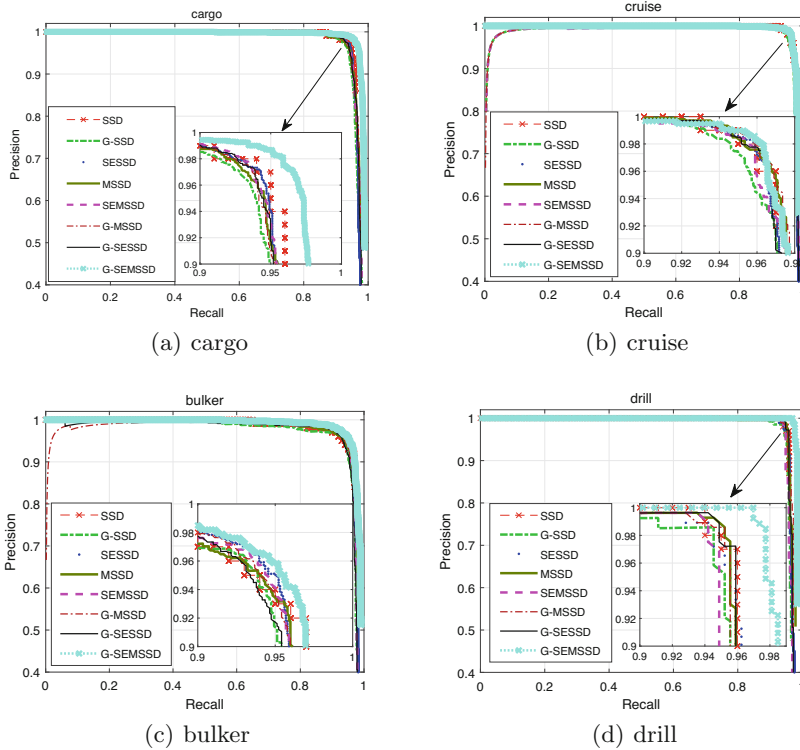 cargo
Precision
1
0.9
0.8
0.7
0.6
0.5
0.4
SSD
G-SSD
SESSD
MSSD
SEMSSD
G-MSSD
G-SESSD
G-SEMSSD
1
0.98
0.96
0.94
0.92
0.9
0.9 0.95 1
0 0.2 0.4 0.6 0.8 1
Recall
(a) cargo
cruise
Precision
1
0.9
0.8
0.7
0.6
0.5
0.4
SSD
G-SSD
SESSD
MSSD
SEMSSD
G-MSSD
G-SESSD
G-SEMSSD
1
0.98
0.96
0.94
0.92
0.9
0.9 0.92 0.94 0.96 0.98
0 0.2 0.4 0.6 0.8
Recall
(b) cruise
bulker
Precision
1
0.9
0.8
0.7
0.6
0.5
0.4
SSD
G-SSD
SESSD
MSSD
SEMSSD
G-MSSD
G-SESSD
G-SEMSSD
1
0.98
0.96
0.94
0.92
0.9
0.9 0.95 1
0 0.2 0.4 0.6 0.8 1
Recall
(c) bulker
drill
Precision
1
0.9
0.8
0.7
0.6
0.5
0.4
SSD
G-SSD
SESSD
MSSD
SEMSSD
G-MSSD
G-SESSD
G-SEMSSD
1
0.98
0.96
0.94
0.92
0.9
0.9 0.92 0.94 0.96 0.98
0 0.2 0.4 0.6 0.8
Recall
(d) drill